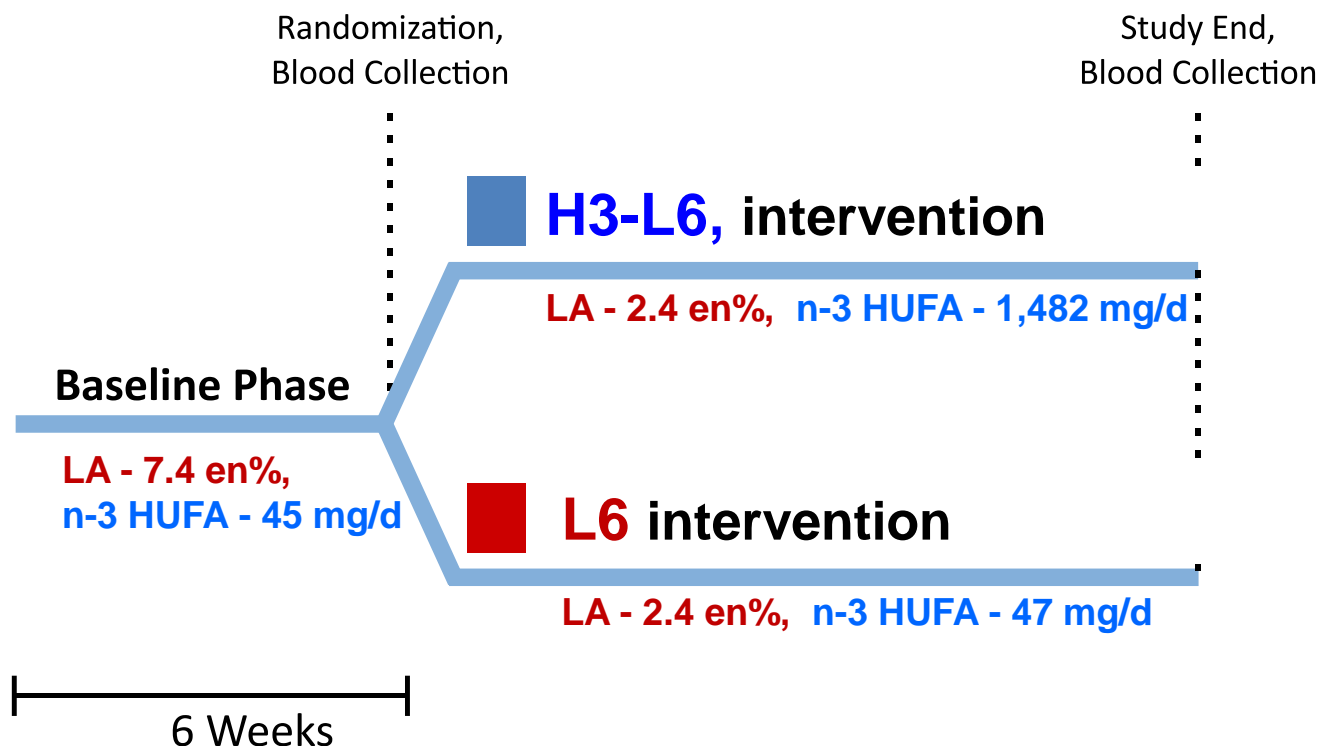 Randomization,
Blood Collection
Study End,
Blood Collection
H3-L6, intervention
LA - 2.4 en%, n-3 HUFA - 1,482 mg/d
Baseline Phase
LA - 7.4 en%,
n-3 HUFA - 45 mg/d
L6 intervention
LA - 2.4 en%, n-3 HUFA - 47 mg/d
6 Weeks